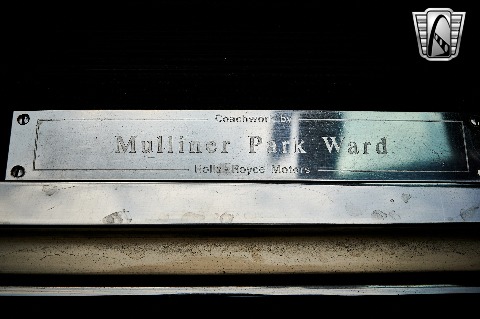 Coachwork by
Mulliner Park Ward
Rolls-Royce Motors